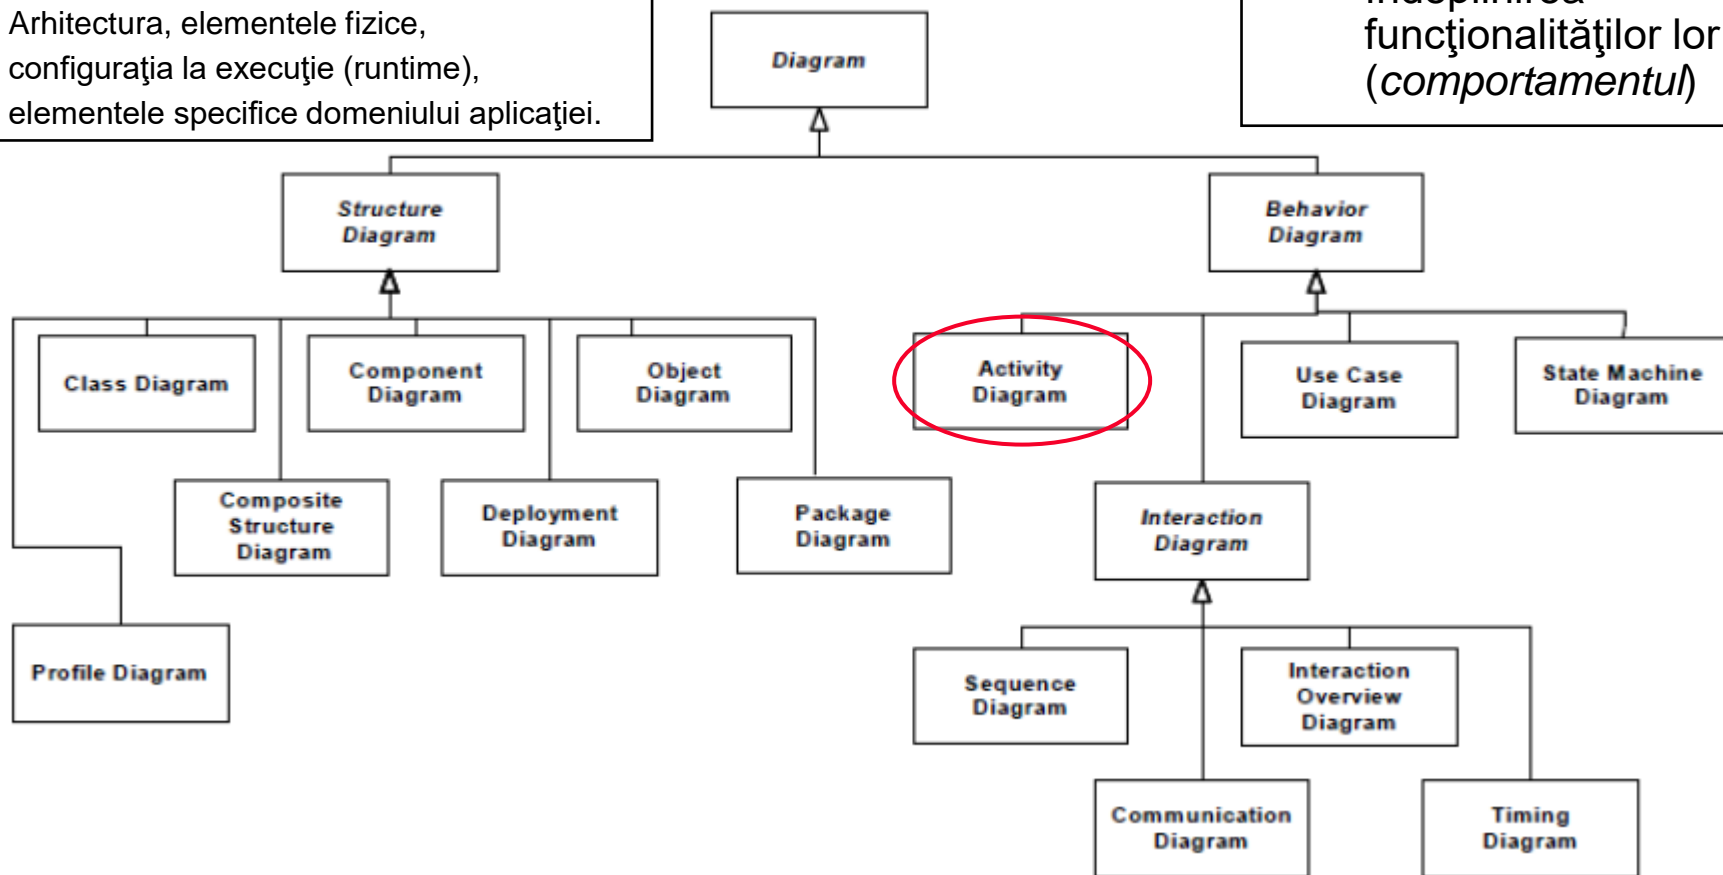 Arhitectura, elementele fizice,
configuraţia la execuţie (runtime),
elementele specifice domeniului aplicaţiei.
funcţionalităţilor lor
(comportamentul)
Diagram
Structure
Diagram
Behavior
Diagram
Class Diagram
Component
Diagram
Object
Diagram
Activity
Diagram
Use Case
Diagram
State Machine
Diagram
Composite
Structure
Diagram
Deployment
Diagram
Package
Diagram
Interaction
Diagram
Profile Diagram
Sequence
Diagram
Interaction
Overview
Diagram
Communication
Diagram
Timing
Diagram